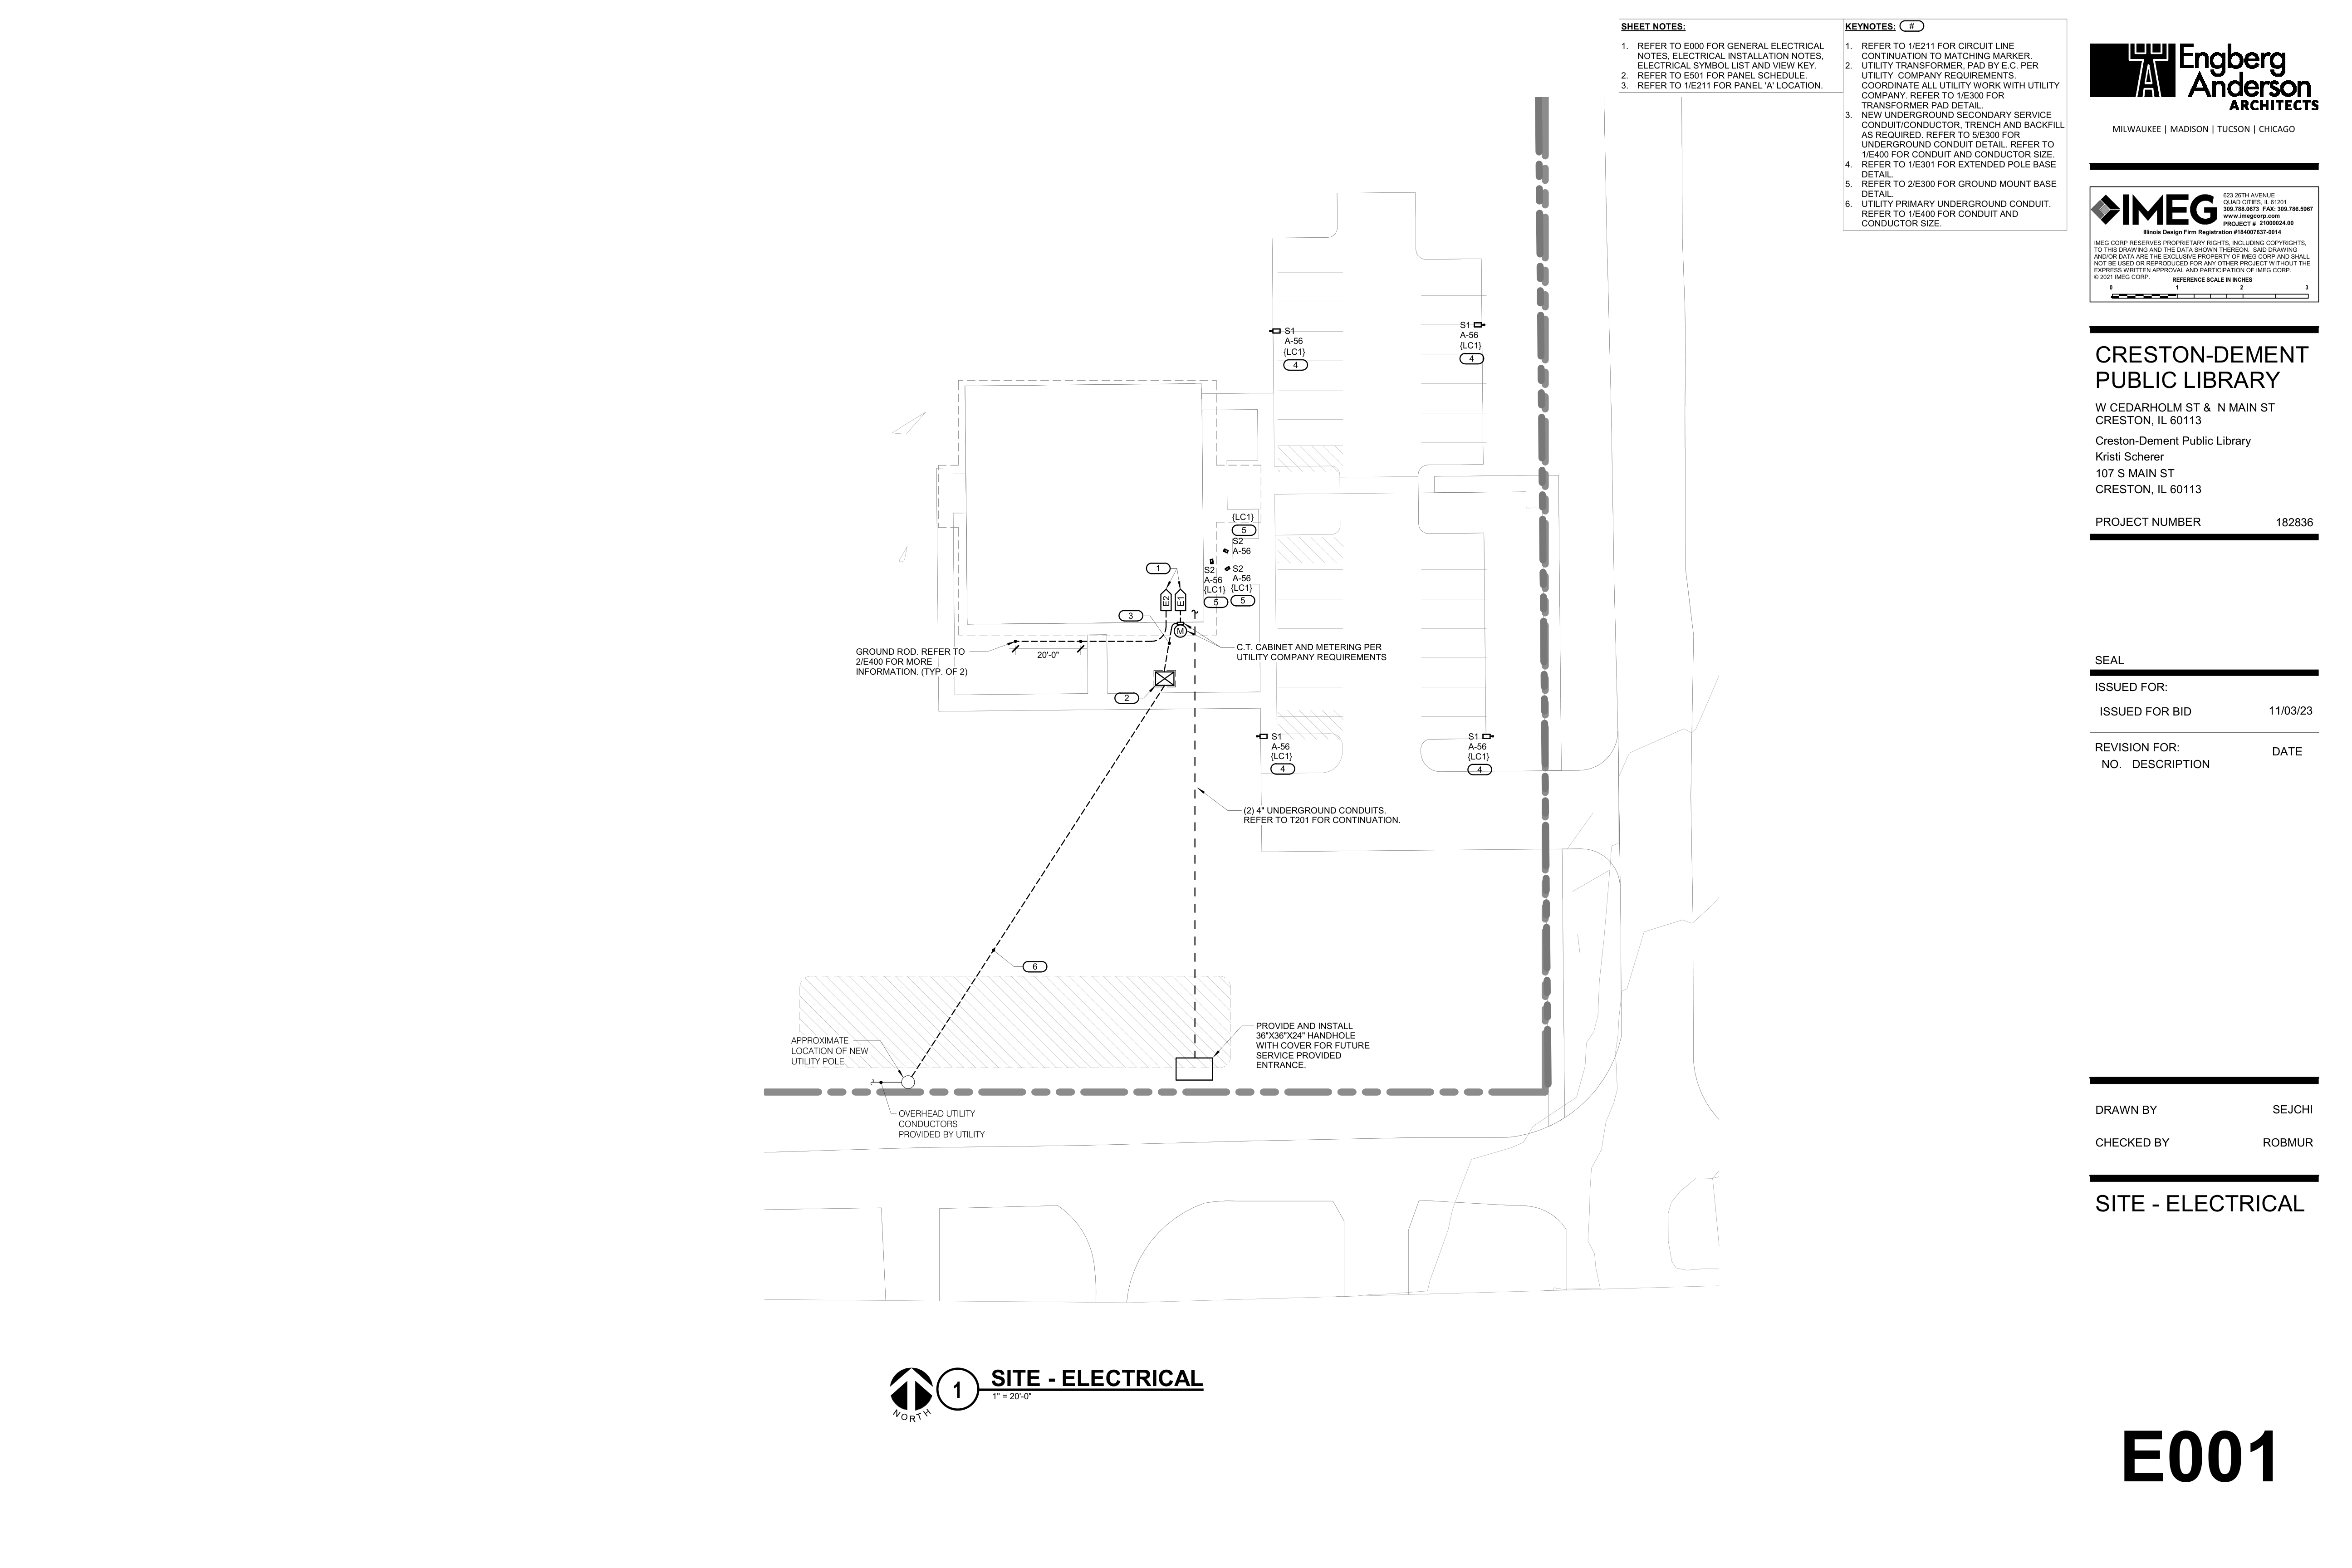 SHEET NOTES:
1. REFER TO E000 FOR GENERAL ELECTRICAL
NOTES, ELECTRICAL INSTALLATION NOTES,
ELECTRICAL SYMBOL LIST AND VIEW KEY.
2. REFER TO E501 FOR PANEL SCHEDULE.
3. REFER TO 1/E211 FOR PANEL 'A' LOCATION.
KEYNOTES: #
1. REFER TO 1/E211 FOR CIRCUIT LINE
CONTINUATION TO MATCHING MARKER.
2. UTILITY TRANSFORMER, PAD BY E.C. PER
UTILITY COMPANY REQUIREMENTS.
COORDINATE ALL UTILITY WORK WITH UTILITY
COMPANY. REFER TO 1/E300 FOR
TRANSFORMER PAD DETAIL.
3. NEW UNDERGROUND SECONDARY SERVICE
CONDUIT/CONDUCTOR, TRENCH AND BACKFILL
AS REQUIRED. REFER TO 5/E300 FOR
UNDERGROUND CONDUIT DETAIL. REFER TO
1/E400 FOR CONDUIT AND CONDUCTOR SIZE.
4. REFER TO 1/E301 FOR EXTENDED POLE BASE
DETAIL.
5. REFER TO 2/E300 FOR GROUND MOUNT BASE
DETAIL.
6. UTILITY PRIMARY UNDERGROUND CONDUIT.
REFER TO 1/E400 FOR CONDUIT AND
CONDUCTOR SIZE.
Engberg
Anderson
ARCHITECTS
MILWAUKEE | MADISON | TUCSON | CHICAGO
IMEG
623 26TH AVENUE
QUAD CITIES, IL 61201
309.788.0673 FAX: 309.786.5967
www.imegcorp.com
PROJECT # 21000024.00
Illinois Design Firm Registration #184007637-0014
IMEG CORP RESERVES PROPRIETARY RIGHTS, INCLUDING COPYRIGHTS,
TO THIS DRAWING AND THE DATA SHOWN THEREON. SAID DRAWING
AND/OR DATA ARE THE EXCLUSIVE PROPERTY OF IMEG CORP AND SHALL
NOT BE USED OR REPRODUCED FOR ANY OTHER PROJECT WITHOUT THE
EXPRESS WRITTEN APPROVAL AND PARTICIPATION OF IMEG CORP.
© 2021 IMEG CORP.
REFERENCE SCALE IN INCHES
0 1 2 3
CRESTON-DEMENT
PUBLIC LIBRARY
W CEDARHOLM ST & N MAIN ST
CRESTON, IL 60113
Creston-Dement Public Library
Kristi Scherer
107 S MAIN ST
CRESTON, IL 60113
PROJECT NUMBER 182836
SEAL
ISSUED FOR:
ISSUED FOR BID 11/03/23
REVISION FOR:
DATE
NO. DESCRIPTION
DRAWN BY SEJCHI
CHECKED BY ROBMUR
SITE - ELECTRICAL
E001
S1
A-56
{LC1}
4
S1
A-56
{LC1}
4
{LC1}
5
S2
A-56
S2
A-56
{LC1}
5
S2
A-56
{LC1}
5
1
E2
E1
3
M
C.T. CABINET AND METERING PER
UTILITY COMPANY REQUIREMENTS
GROUND ROD. REFER TO
2/E400 FOR MORE
INFORMATION. (TYP. OF 2)
20'-0"
2
S1
A-56
{LC1}
4
S1
A-56
{LC1}
4
(2) 4" UNDERGROUND CONDUITS.
REFER TO T201 FOR CONTINUATION.
6
APPROXIMATE
LOCATION OF NEW
UTILITY POLE
PROVIDE AND INSTALL
36"X36"X24" HANDHOLE
WITH COVER FOR FUTURE
SERVICE PROVIDED
ENTRANCE.
OVERHEAD UTILITY
CONDUCTORS
PROVIDED BY UTILITY
NORTH
1
SITE - ELECTRICAL
1" = 20'-0"